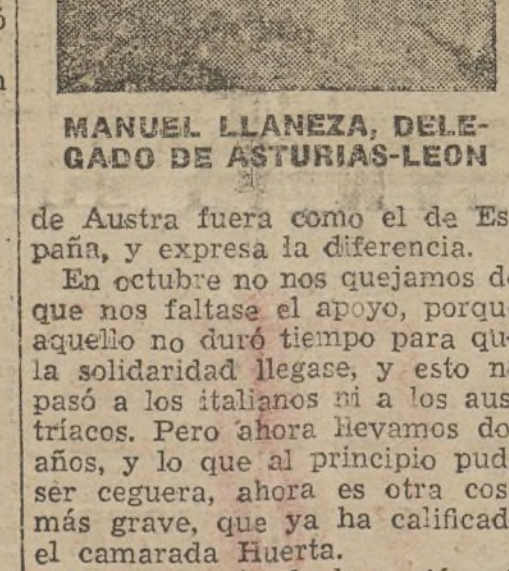 MANUEL LLANEZA, DELE-
GADO DE ASTURIAS-LEON
de Austra fuera como el de Es
paña, y expresa la diferencia.
En octubre no nos quejamos d
que nos faltase el apoyo, porqu
aquello no duró tiempo para qu
la solidaridad llegase, y esto n
pasó a los italianos ni a los aus
tríacos. Pero ahora llevamos do
años, y lo que al principio pud
ser ceguera, ahora es otra cos
más grave, que ya ha calificad
el camarada Huerta.